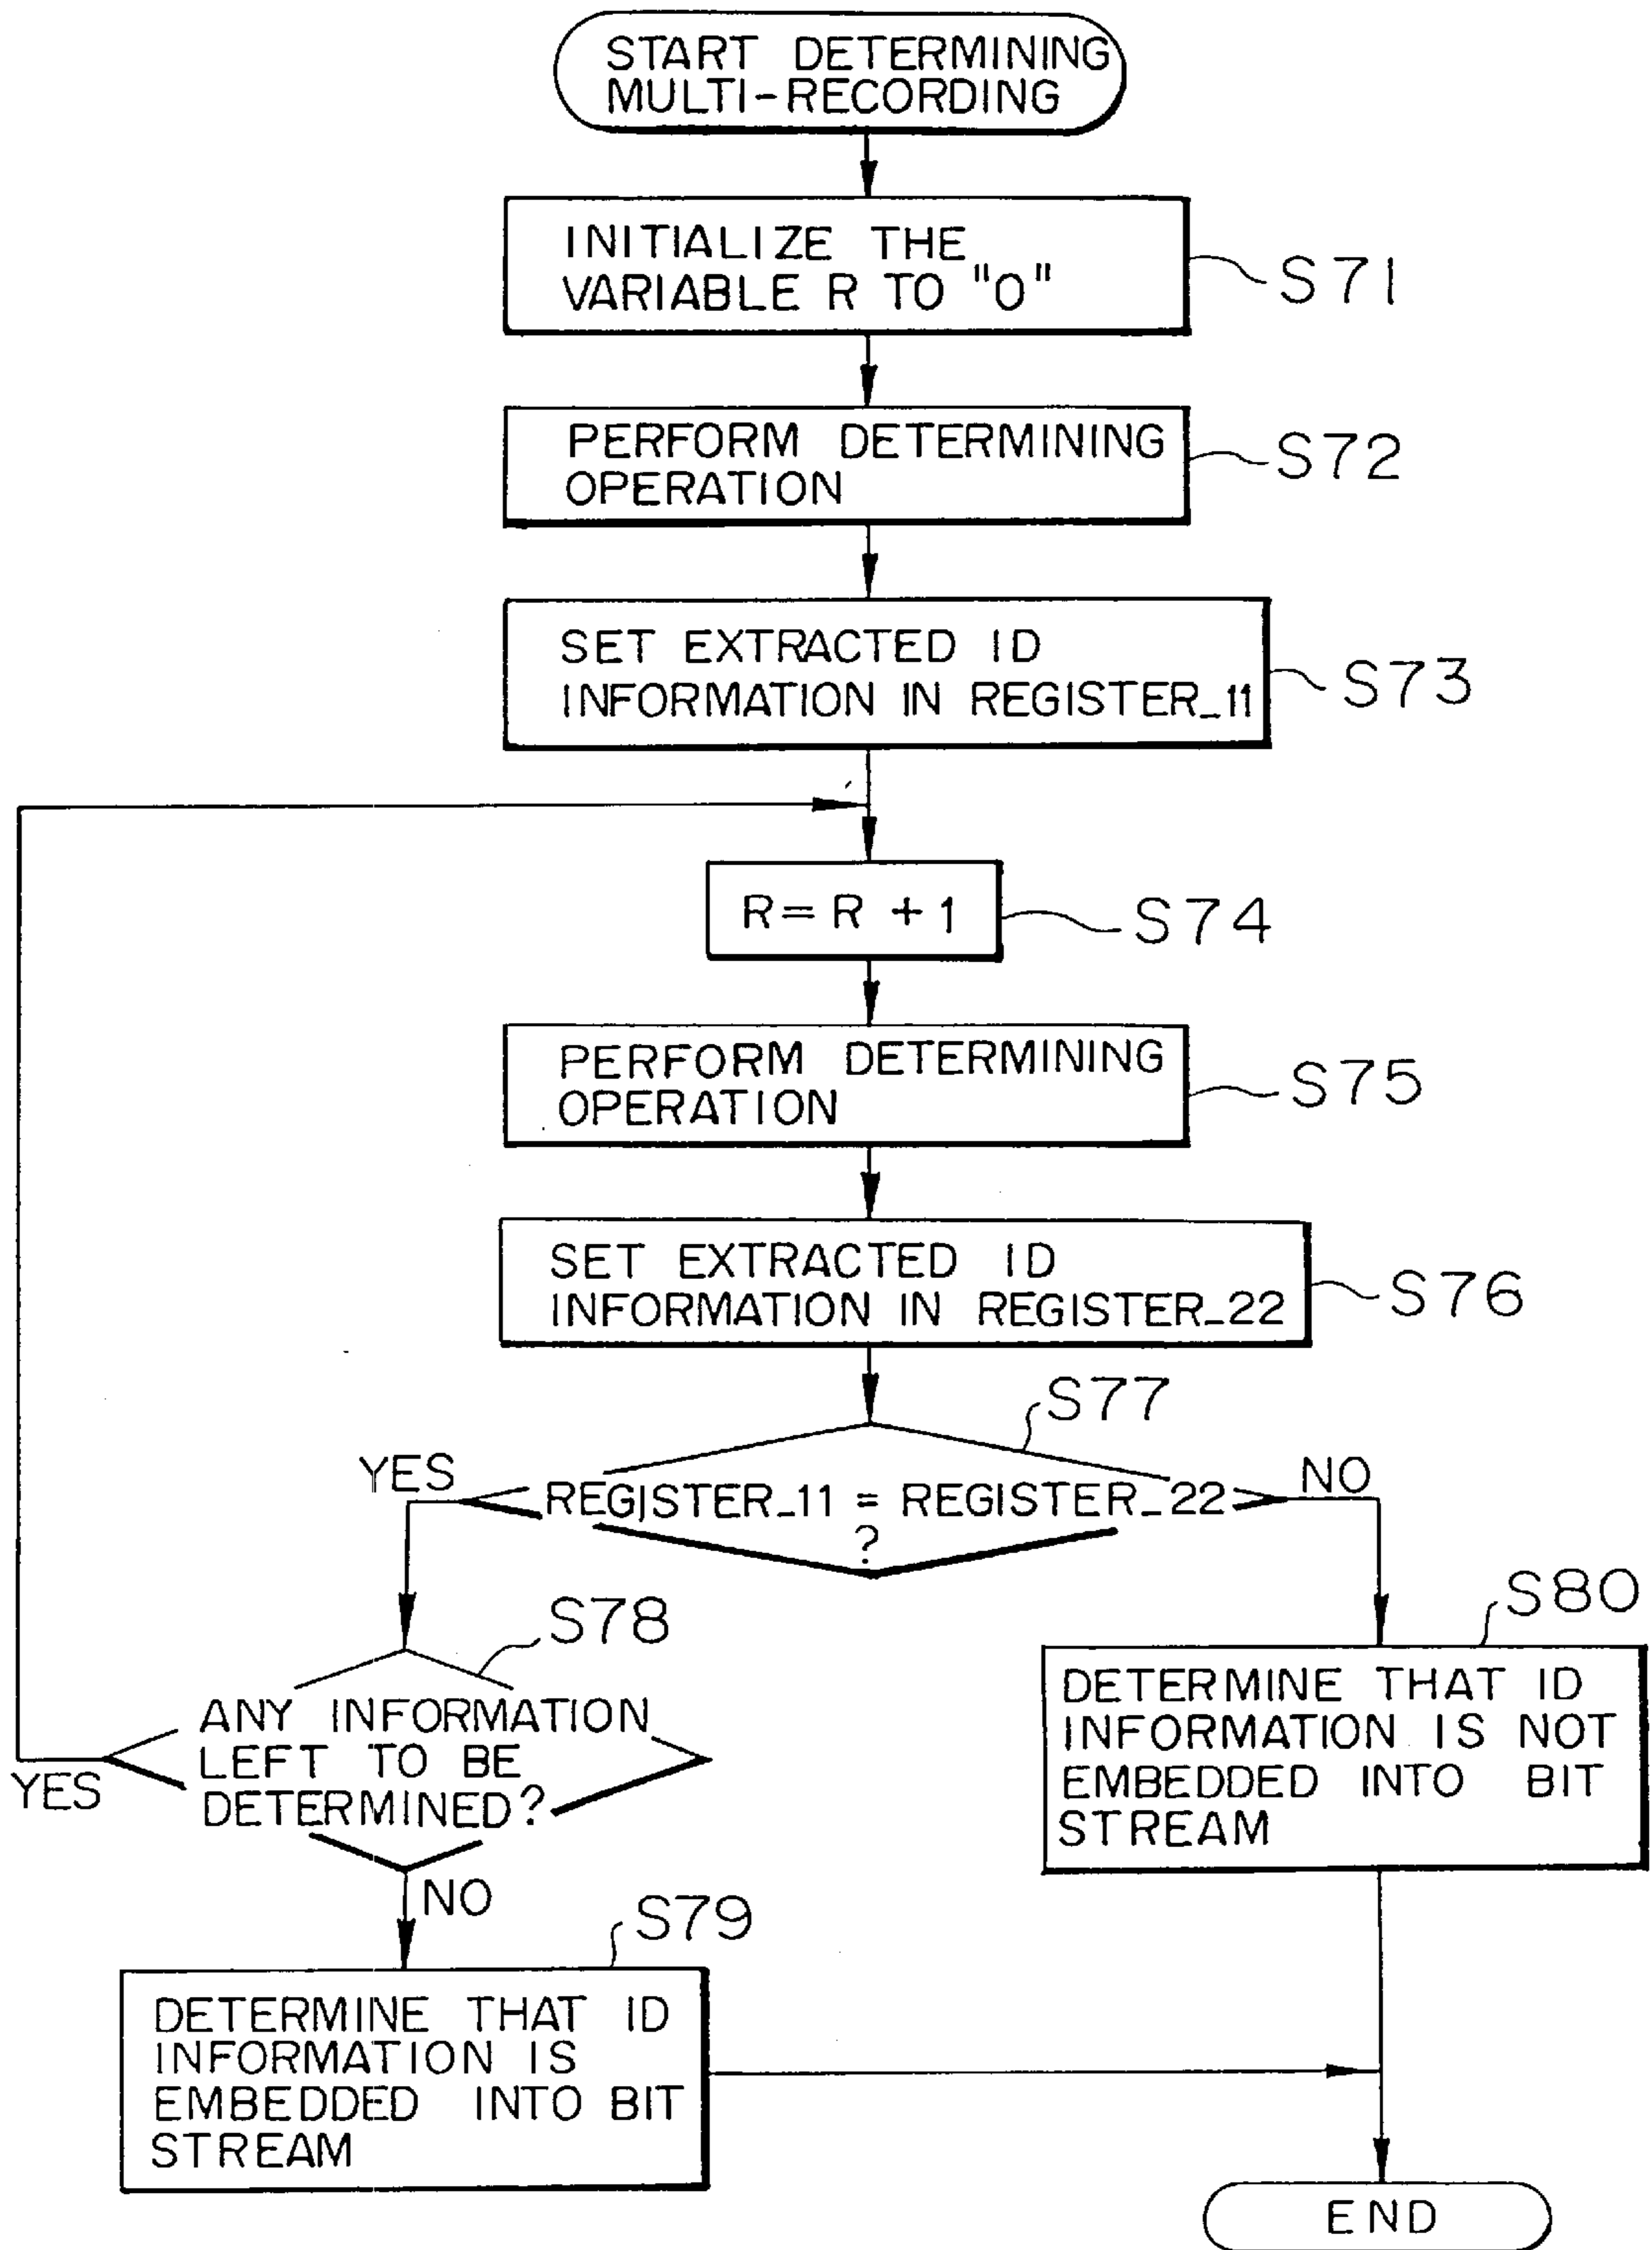 START DETERMINING
MULTI-RECORDING
INITIALIZE THE
VARIABLE R TO "0"
S71
PERFORM DETERMINING
OPERATION
S72
SET EXTRACTED ID
INFORMATION IN REGISTER_11
S73
R = R + 1
S74
PERFORM DETERMINING
OPERATION
S75
SET EXTRACTED ID
INFORMATION IN REGISTER_22
S76
S77
YES
REGISTER_11 = REGISTER_22
?
NO
S78
ANY INFORMATION
LEFT TO BE
DETERMINED?
YES
NO
S80
DETERMINE THAT ID
INFORMATION IS NOT
EMBEDDED INTO BIT
STREAM
S79
DETERMINE THAT ID
INFORMATION IS
EMBEDDED INTO BIT
STREAM
END